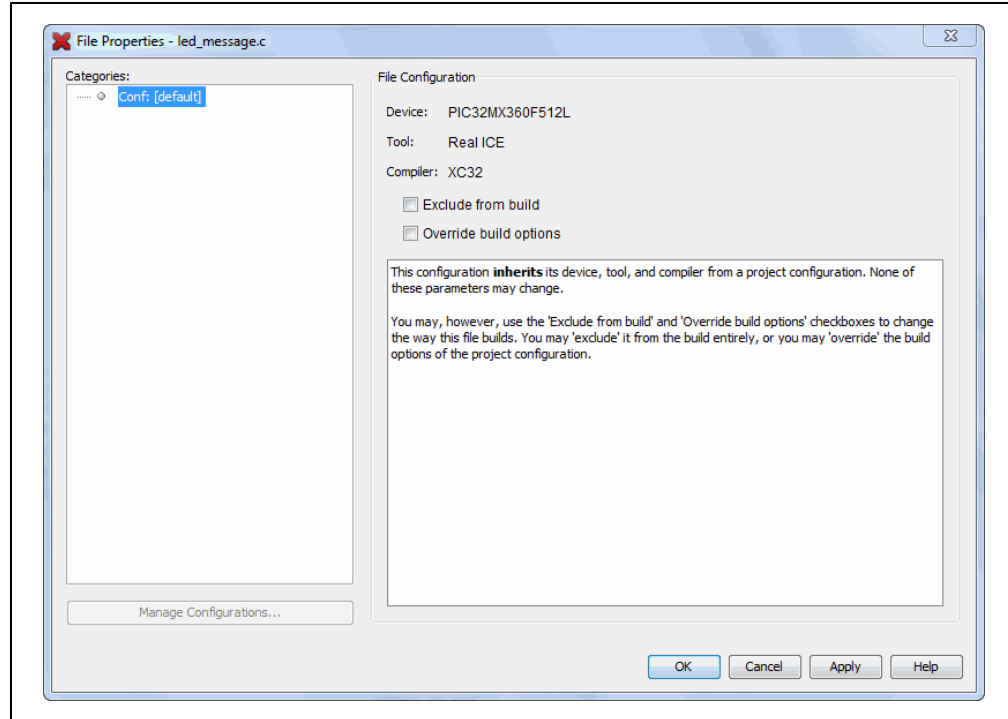 File Properties - led_message.c
Categories:
Conf: [default]
File Configuration
Device: PIC32MX360F512L
Tool: Real ICE
Compiler: XC32
Exclude from build
Override build options
This configuration inherits its device, tool, and compiler from a project configuration. None of
these parameters may change.
You may, however, use the 'Exclude from build' and 'Override build options' checkboxes to change
the way this file builds. You may 'exclude' it from the build entirely, or you may 'override' the build
options of the project configuration.
Manage Configurations...
OK Cancel Apply Help